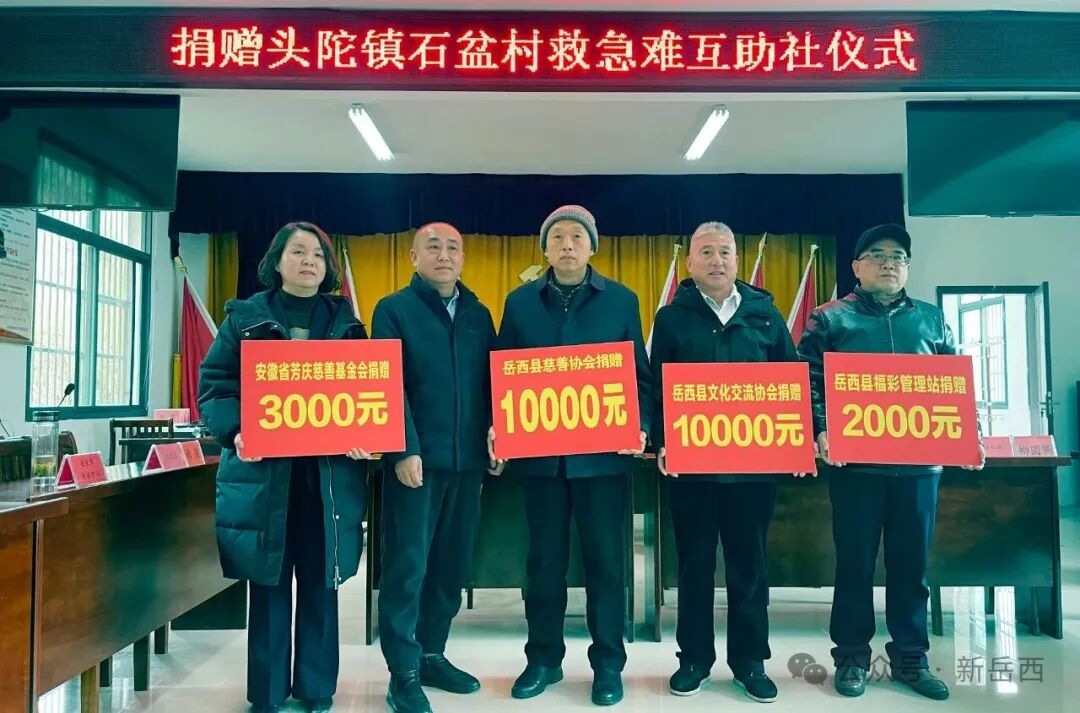 捐赠头陀镇石盆村救急难互助社仪式
安徽省芳庆慈善基金会捐赠
3000元
岳西县慈善协会捐赠
10000元
岳西县文化交流协会捐赠
10000元
岳西县福彩管理站捐赠
2000元
公众号·新岳西